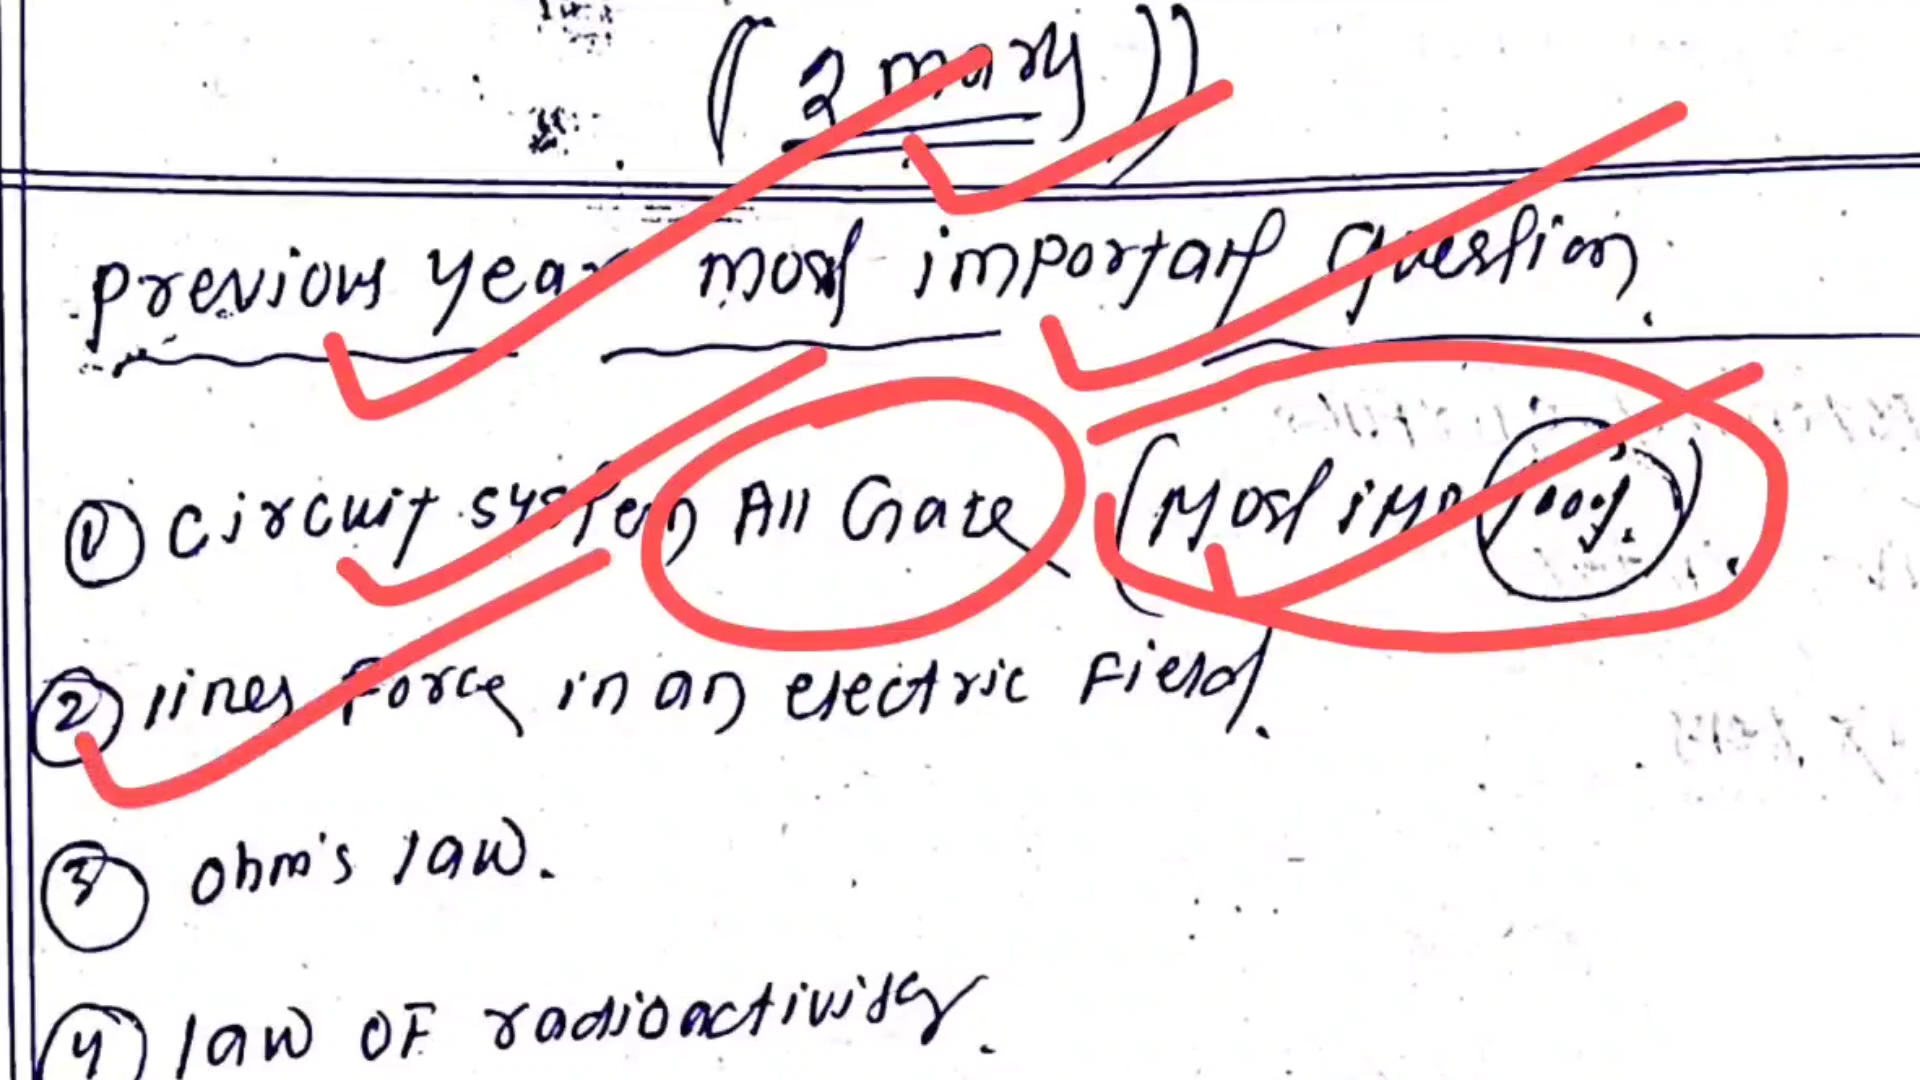 (2 mark)
previous year most important question.
① circuit system All Gate (Most imp 100%).
② lines force in an electric Field.
③ ohm's law.
④ law OF radioactivity.